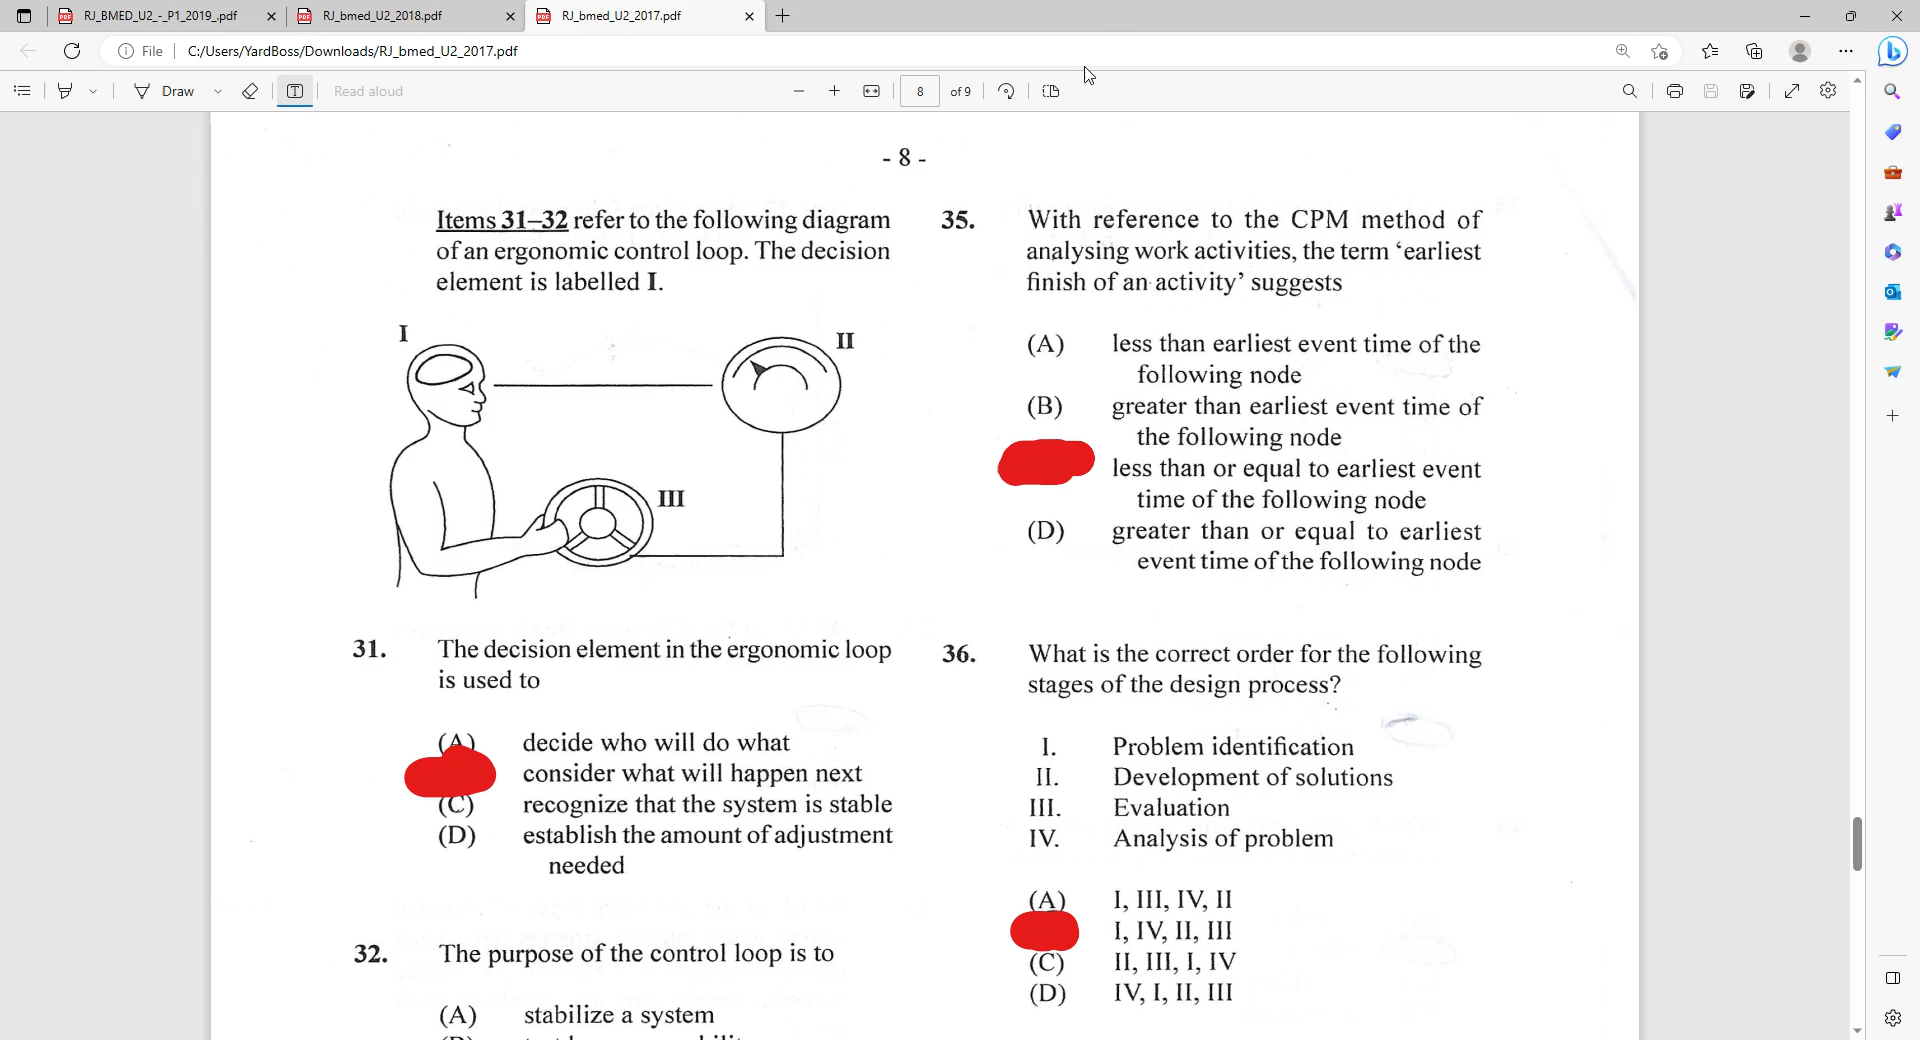 RJ_BMED_U2_-_P1_2019_.pdf
RJ_bmed_U2_2018.pdf
RJ_bmed_U2_2017.pdf
File
C:/Users/YardBoss/Downloads/RJ_bmed_U2_2017.pdf
Draw
Read aloud
8
of 9
- 8 -
Items 31–32 refer to the following diagram
of an ergonomic control loop. The decision
element is labelled I.
I
II
III
31. The decision element in the ergonomic loop
is used to
(A) decide who will do what
consider what will happen next
(C) recognize that the system is stable
(D) establish the amount of adjustment
needed
32. The purpose of the control loop is to
(A) stabilize a system
35. With reference to the CPM method of
analysing work activities, the term ‘earliest
finish of an activity’ suggests
(A) less than earliest event time of the
following node
(B) greater than earliest event time of
the following node
less than or equal to earliest event
time of the following node
(D) greater than or equal to earliest
event time of the following node
36. What is the correct order for the following
stages of the design process?
I. Problem identification
II. Development of solutions
III. Evaluation
IV. Analysis of problem
(A) I, III, IV, II
I, IV, II, III
(C) II, III, I, IV
(D) IV, I, II, III